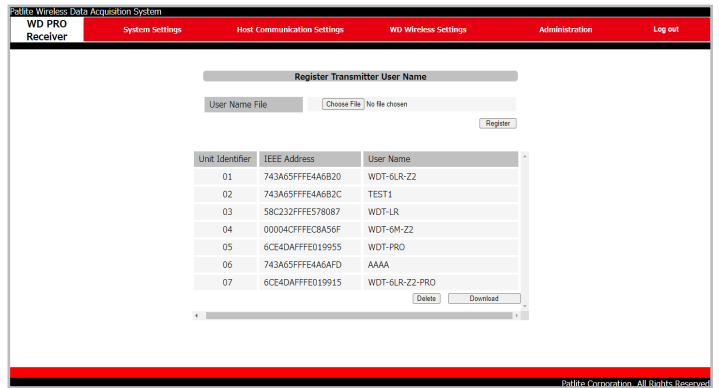 Patlite Wireless Data Acquisition System
WD PRO
Receiver
System Settings
Host Communication Settings
WD Wireless Settings
Administration
Log out
Register Transmitter User Name
User Name File
Choose File No file chosen
Register
Unit Identifier IEEE Address User Name
01 743A65FFFE4A6B20 WDT-6LR-Z2
02 743A65FFFE4A6B2C TEST1
03 58C232FFFE578087 WDT-LR
04 00004CFFFEC8A56F WDT-6M-Z2
05 6CE4DAFFFE019955 WDT-PRO
06 743A65FFFE4A6AFD AAAA
07 6CE4DAFFFE019915 WDT-6LR-Z2-PRO
Delete Download
Patlite Corporation. All Rights Reserved